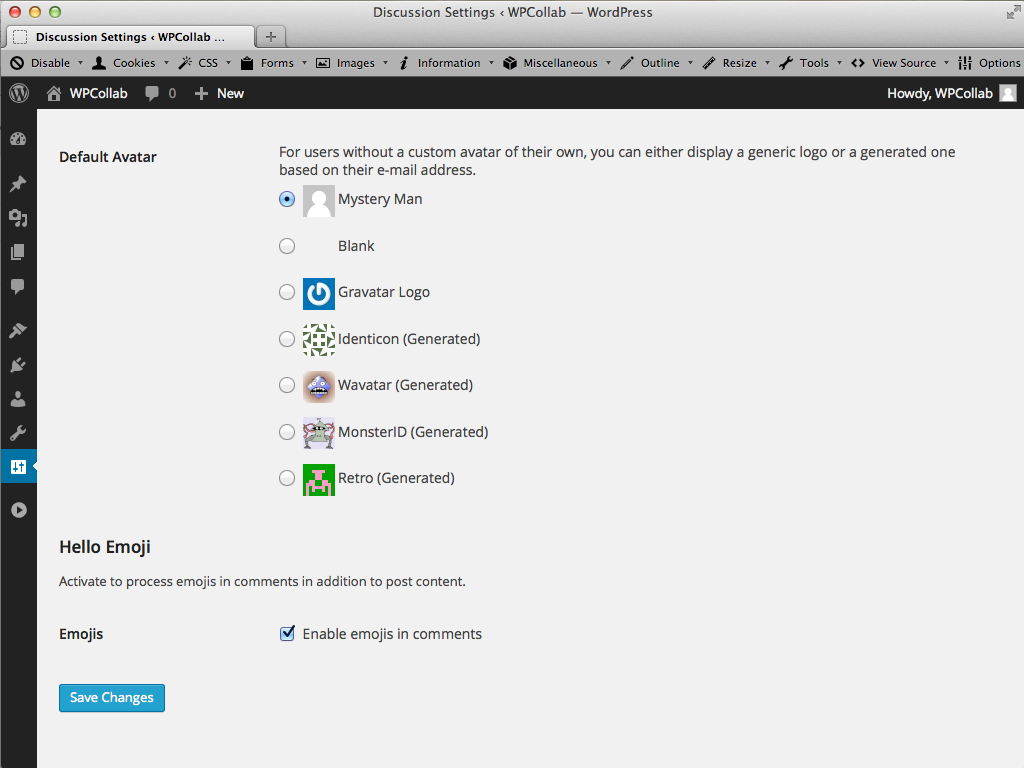 Discussion Settings ‹ WPCollab — WordPress
Discussion Settings ‹ WPCollab ...
Disable Cookies CSS Forms Images Information Miscellaneous Outline Resize Tools View Source Options
WPCollab 0 New Howdy, WPCollab
Default Avatar
For users without a custom avatar of their own, you can either display a generic logo or a generated one
based on their e-mail address.
Mystery Man
Blank
Gravatar Logo
Identicon (Generated)
Wavatar (Generated)
MonsterID (Generated)
Retro (Generated)
Hello Emoji
Activate to process emojis in comments in addition to post content.
Emojis Enable emojis in comments
Save Changes